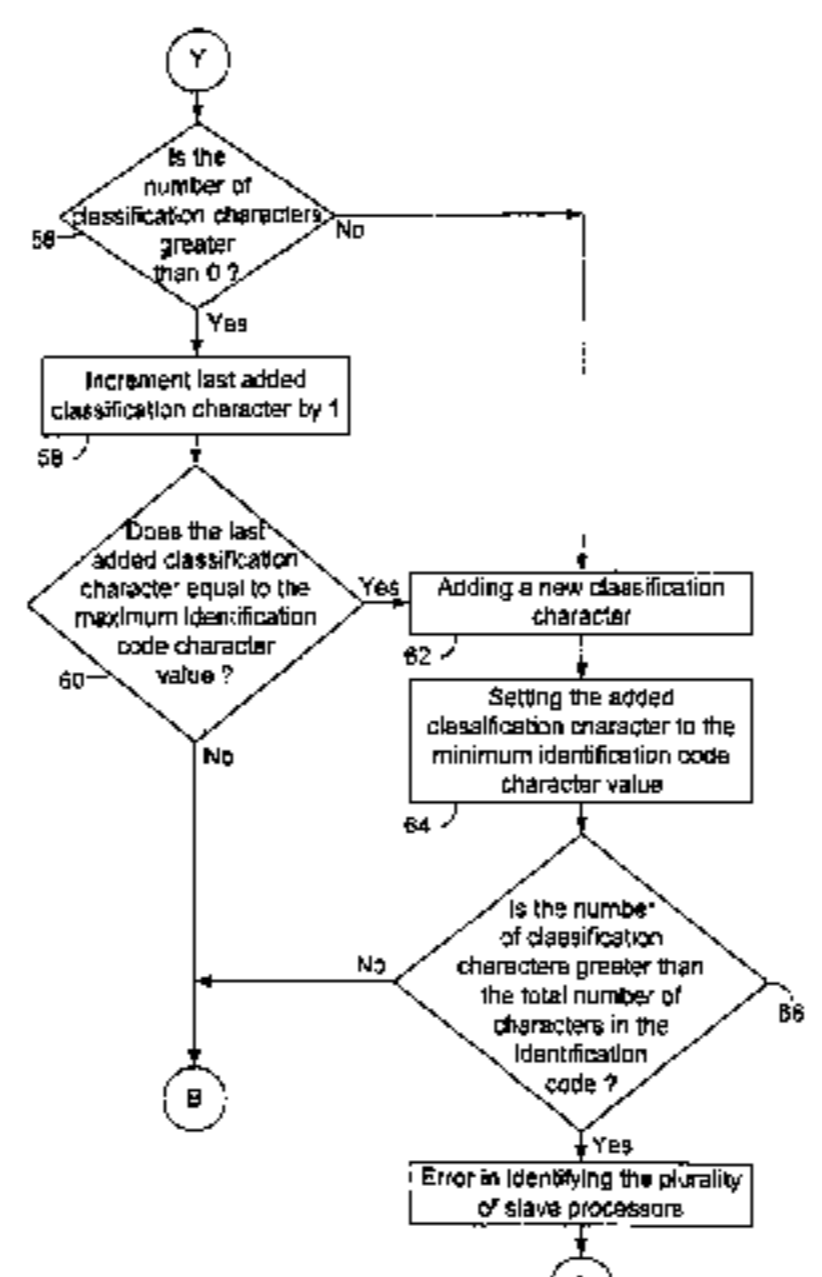 Y
Is the
number of
classification characters
greater
than 0 ?
No
56
Yes
Increment last added
classification character by 1
58
Does the last
added classification
character equal to the
maximum identification
code character
value ?
Yes
60
No
Adding a new classification
character
62
Setting the added
classification character to the
minimum identification code
character value
64
Is the number
of classification
characters greater than
the total number of
characters in the
identification
code ?
No
66
B
Yes
Error in identifying the plurality
of slave processors